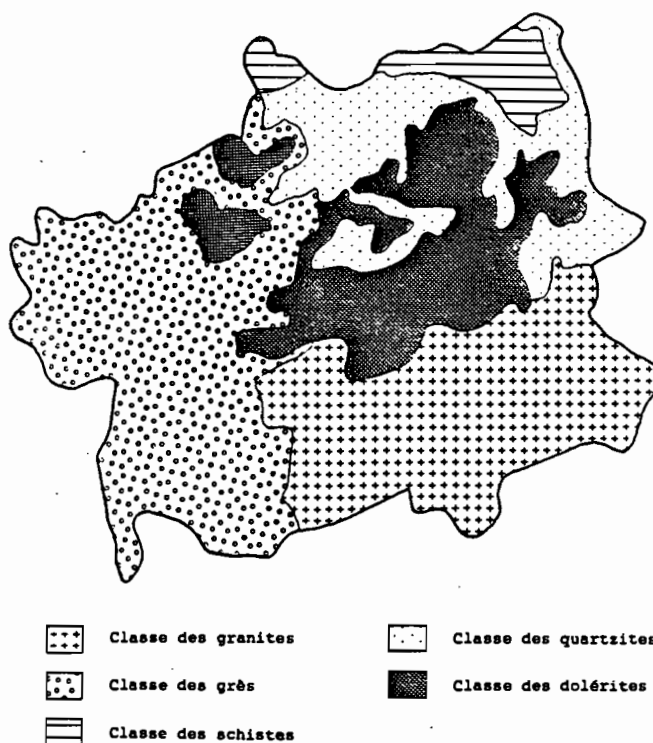 Classe des granites
Classe des quartzites
Classe des grès
Classe des dolérites
Classe des schistes